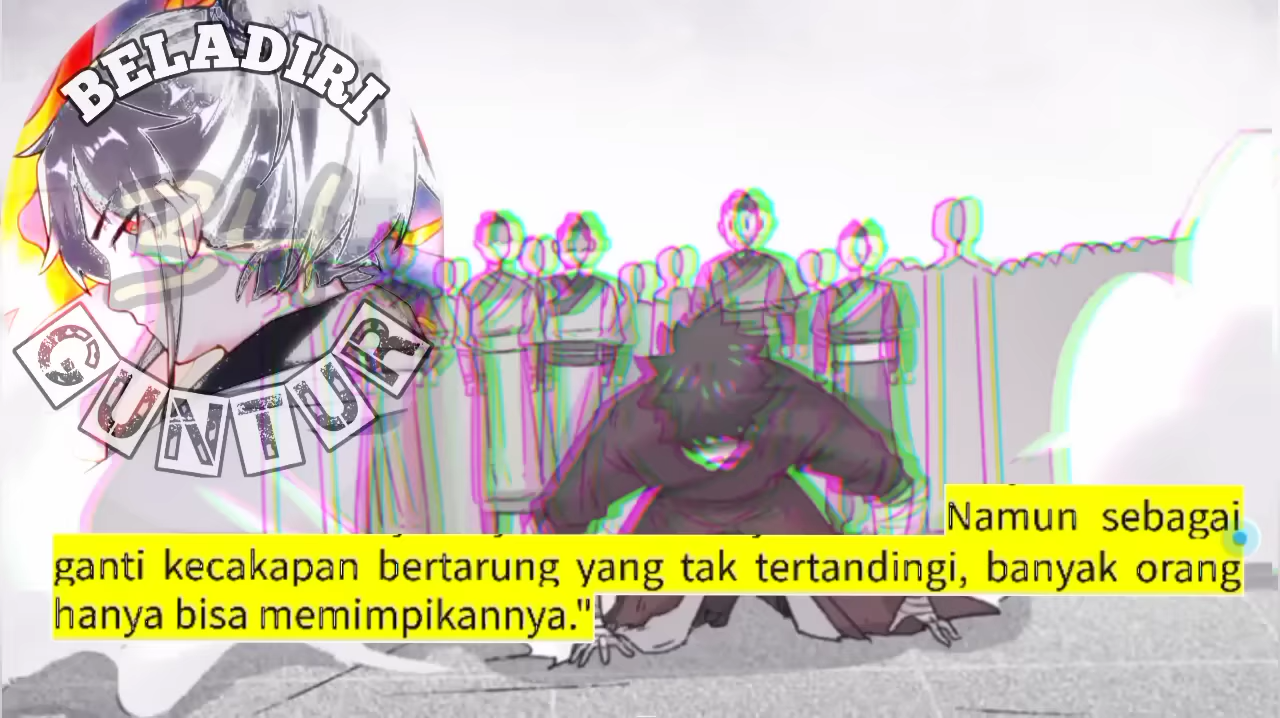 BELADIRI
GUNTUR
Namun sebagai
ganti kecakapan bertarung yang tak tertandingi, banyak orang
hanya bisa memimpikannya."